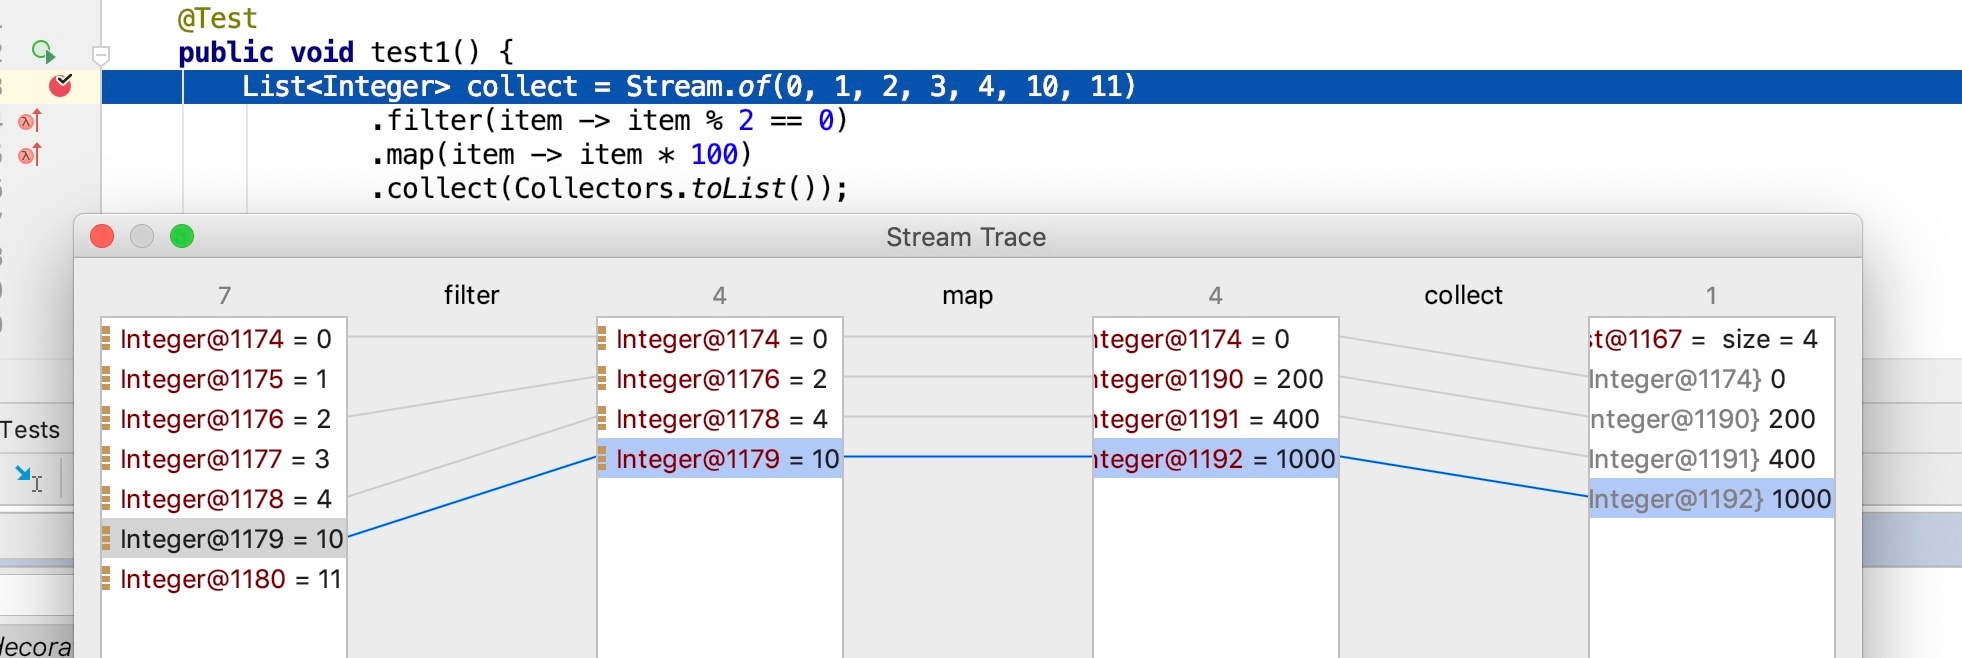 @Test
public void test1() {
List<Integer> collect = Stream.of(0, 1, 2, 3, 4, 10, 11)
.filter(item -> item % 2 == 0)
.map(item -> item * 100)
.collect(Collectors.toList());
Stream Trace
7 filter 4 map 4 collect 1
Integer@1174 = 0
Integer@1175 = 1
Integer@1176 = 2
Integer@1177 = 3
Integer@1178 = 4
Integer@1179 = 10
Integer@1180 = 11
Integer@1174 = 0
Integer@1176 = 2
Integer@1178 = 4
Integer@1179 = 10
nteger@1174 = 0
nteger@1190 = 200
nteger@1191 = 400
nteger@1192 = 1000
st@1167 = size = 4
Integer@1174} 0
nteger@1190} 200
Integer@1191} 400
Integer@1192} 1000
Tests
decora